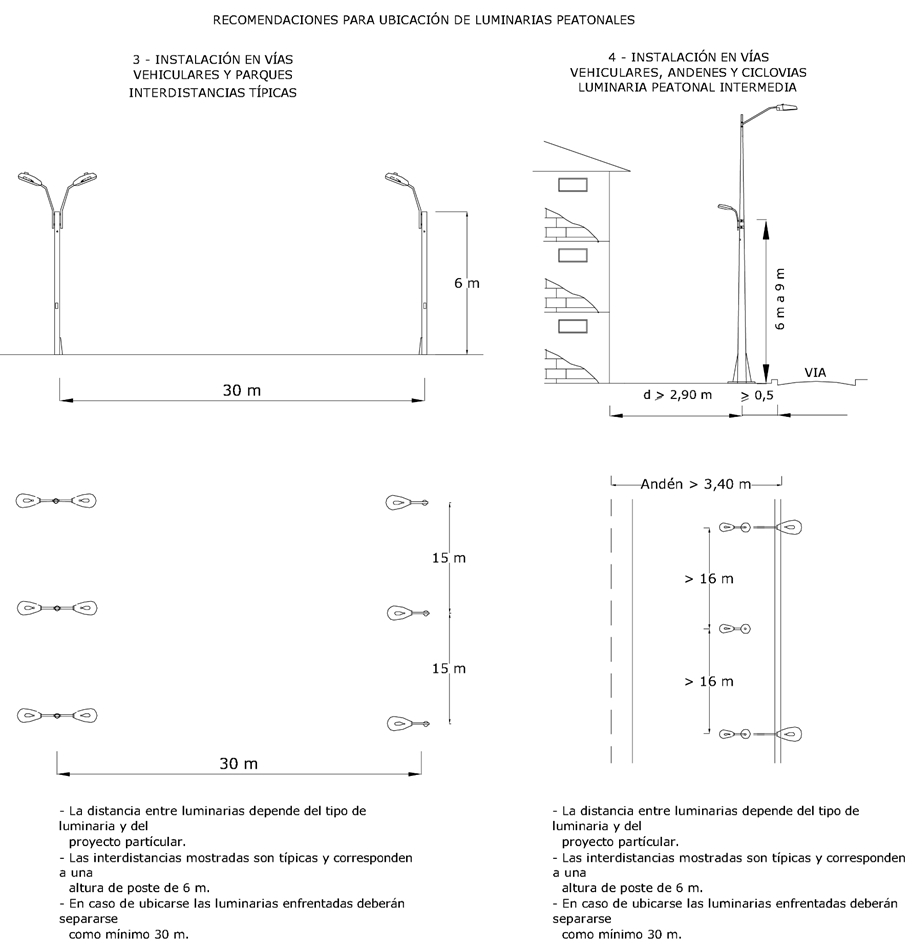 RECOMENDACIONES PARA UBICACIÓN DE LUMINARIAS PEATONALES
3 - INSTALACIÓN EN VÍAS
VEHICULARES Y PARQUES
INTERDISTANCIAS TÍPICAS
6 m
30 m
15 m
15 m
30 m
- La distancia entre luminarias depende del tipo de
luminaria y del
proyecto partícular.
- Las interdistancias mostradas son típicas y corresponden
a una
altura de poste de 6 m.
- En caso de ubicarse las luminarias enfrentadas deberán
separarse
como mínimo 30 m.
4 - INSTALACIÓN EN VÍAS
VEHICULARES, ANDENES Y CICLOVIAS
LUMINARIA PEATONAL INTERMEDIA
6 m a 9 m
VIA
d ⩾ 2,90 m
⩾ 0,5
Andén > 3,40 m
> 16 m
> 16 m
- La distancia entre luminarias depende del tipo de
luminaria y del
proyecto partícular.
- Las interdistancias mostradas son típicas y corresponden
a una
altura de poste de 6 m.
- En caso de ubicarse las luminarias enfrentadas deberán
separarse
como mínimo 30 m.